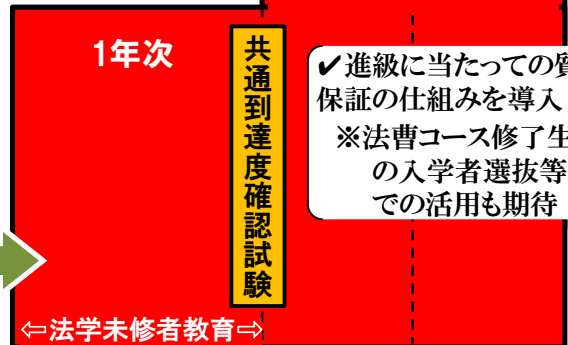 1年次
共通到達度確認試験
✔進級に当たっての質
保証の仕組みを導入
※法曹コース修了生
の入学者選抜等
での活用も期待
⇦法学未修者教育⇨